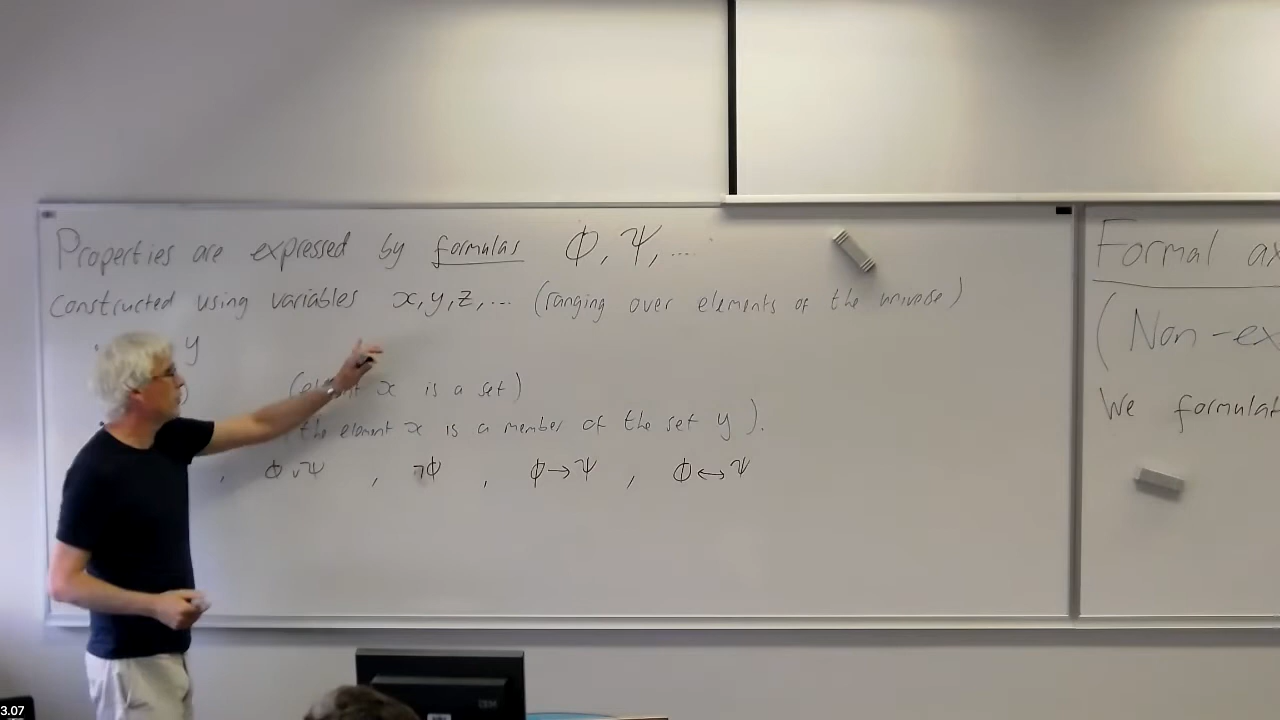 Properties are expressed by formulas Φ, Ψ, ....
constructed using variables x, y, z, ... (ranging over elements of the universe)
y
(element x is a set)
(the element x is a member of the set y).
, Φ ∨ Ψ , ¬Φ , Φ → Ψ , Φ ↔ Ψ
Formal ax
(Non-ex
We formulat
IBM
3.07